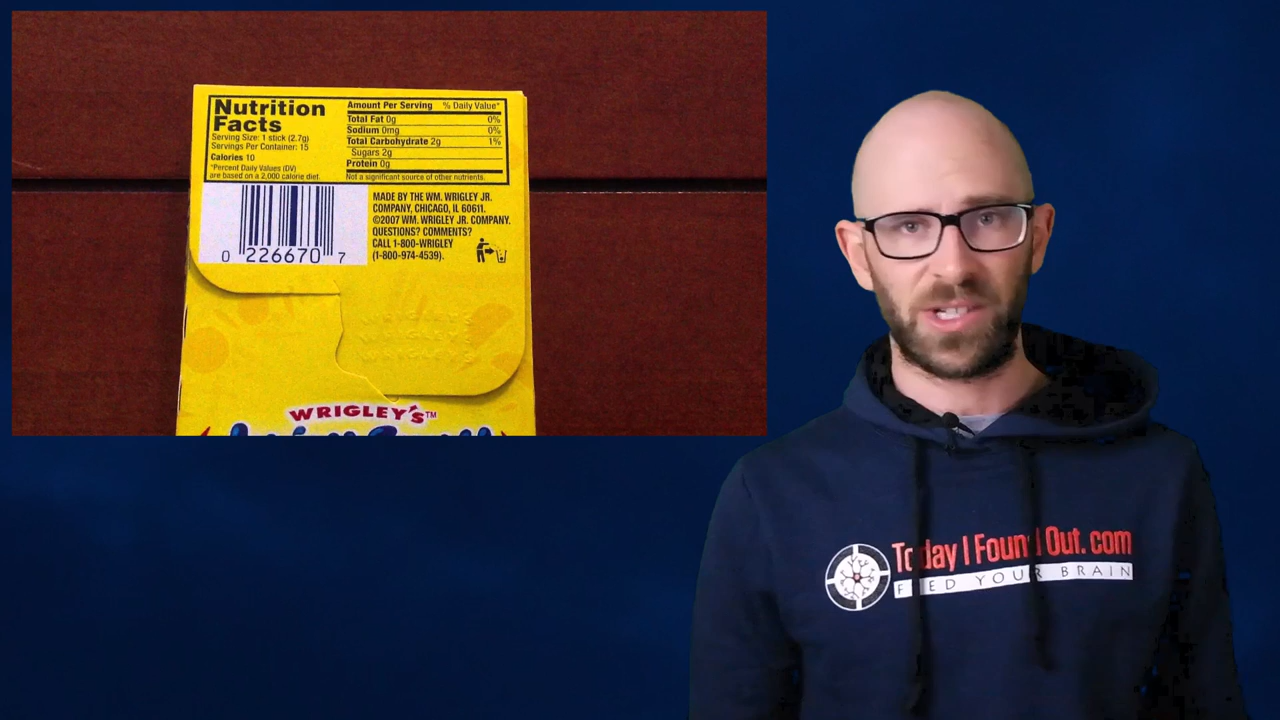 Nutrition
Facts
Serving Size: 1 stick (2.7g)
Servings Per Container: 15
Calories 10
*Percent Daily Values (DV)
are based on a 2,000 calorie diet.
Amount Per Serving % Daily Value*
Total Fat 0g 0%
Sodium 0mg 0%
Total Carbohydrate 2g 1%
Sugars 2g
Protein 0g
Not a significant source of other nutrients.
0 226670 7
MADE BY THE WM. WRIGLEY JR.
COMPANY, CHICAGO, IL 60611.
©2007 WM. WRIGLEY JR. COMPANY.
QUESTIONS? COMMENTS?
CALL 1-800-WRIGLEY
(1-800-974-4539).
WRIGLEY'S
WRIGLEY'S
WRIGLEY'S
WRIGLEY'S™
Today I Found Out.com
FEED YOUR BRAIN